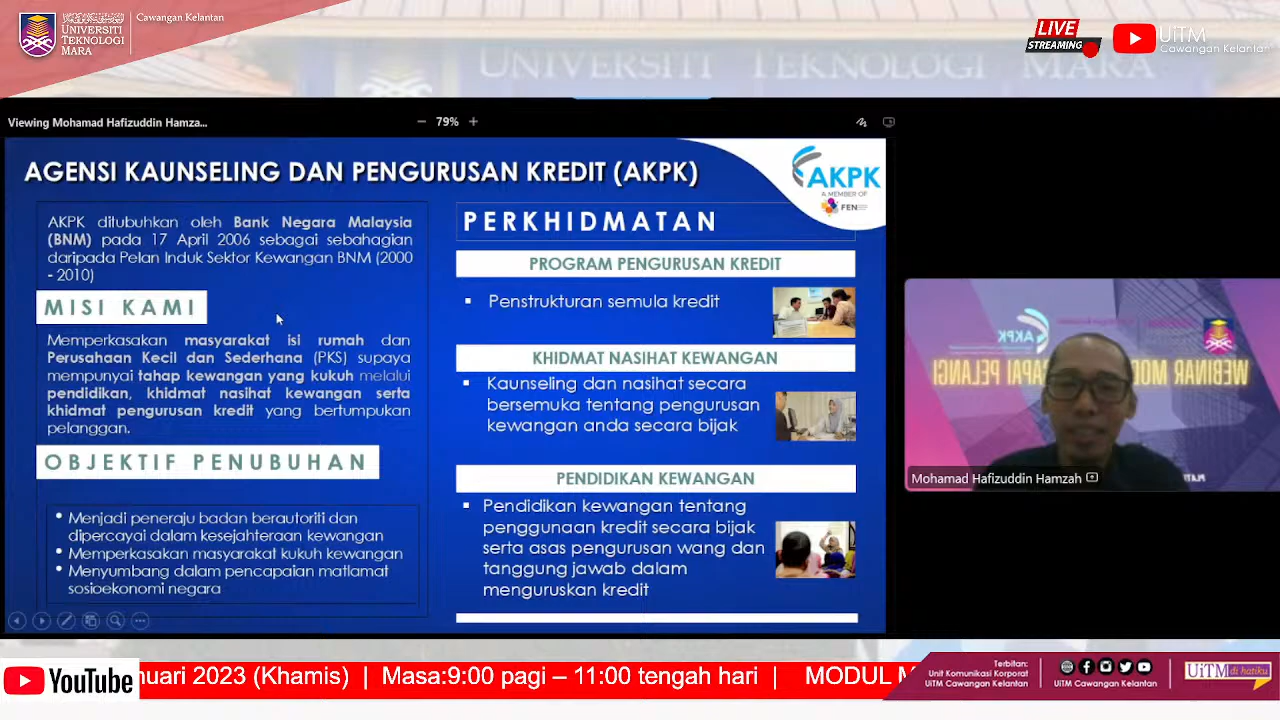 UNIVERSITI
TEKNOLOGI
MARA
Cawangan Kelantan
LIVE
STREAMING
UiTM
Cawangan Kelantan
UNIVERSITI TEKNOLOGI MARA
Viewing Mohamad Hafizuddin Hamza...
79%
AGENSI KAUNSELING DAN PENGURUSAN KREDIT (AKPK)
AKPK
A MEMBER OF
FEN
AKPK ditubuhkan oleh Bank Negara Malaysia
(BNM) pada 17 April 2006 sebagai sebahagian
daripada Pelan Induk Sektor Kewangan BNM (2000
- 2010)
MISI KAMI
Memperkasakan masyarakat isi rumah dan
Perusahaan Kecil dan Sederhana (PKS) supaya
mempunyai tahap kewangan yang kukuh melalui
pendidikan, khidmat nasihat kewangan serta
khidmat pengurusan kredit yang bertumpukan
pelanggan.
OBJEKTIF PENUBUHAN
• Menjadi peneraju badan berautoriti dan
dipercayai dalam kesejahteraan kewangan
• Memperkasakan masyarakat kukuh kewangan
• Menyumbang dalam pencapaian matlamat
sosioekonomi negara
PERKHIDMATAN
PROGRAM PENGURUSAN KREDIT
▪ Penstrukturan semula kredit
KHIDMAT NASIHAT KEWANGAN
▪ Kaunseling dan nasihat secara
bersemuka tentang pengurusan
kewangan anda secara bijak
PENDIDIKAN KEWANGAN
▪ Pendidikan kewangan tentang
penggunaan kredit secara bijak
serta asas pengurusan wang dan
tanggung jawab dalam
menguruskan kredit
AKPK
WEBINAR MOD
APAI PELANGI
Mohamad Hafizuddin Hamzah
YouTube
nuari 2023 (Khamis) | Masa:9:00 pagi – 11:00 tengah hari | MODUL M
Terbitan:
Unit Komunikasi Korporat
UiTM Cawangan Kelantan
UiTM Cawangan Kelantan
UiTM di hatiku